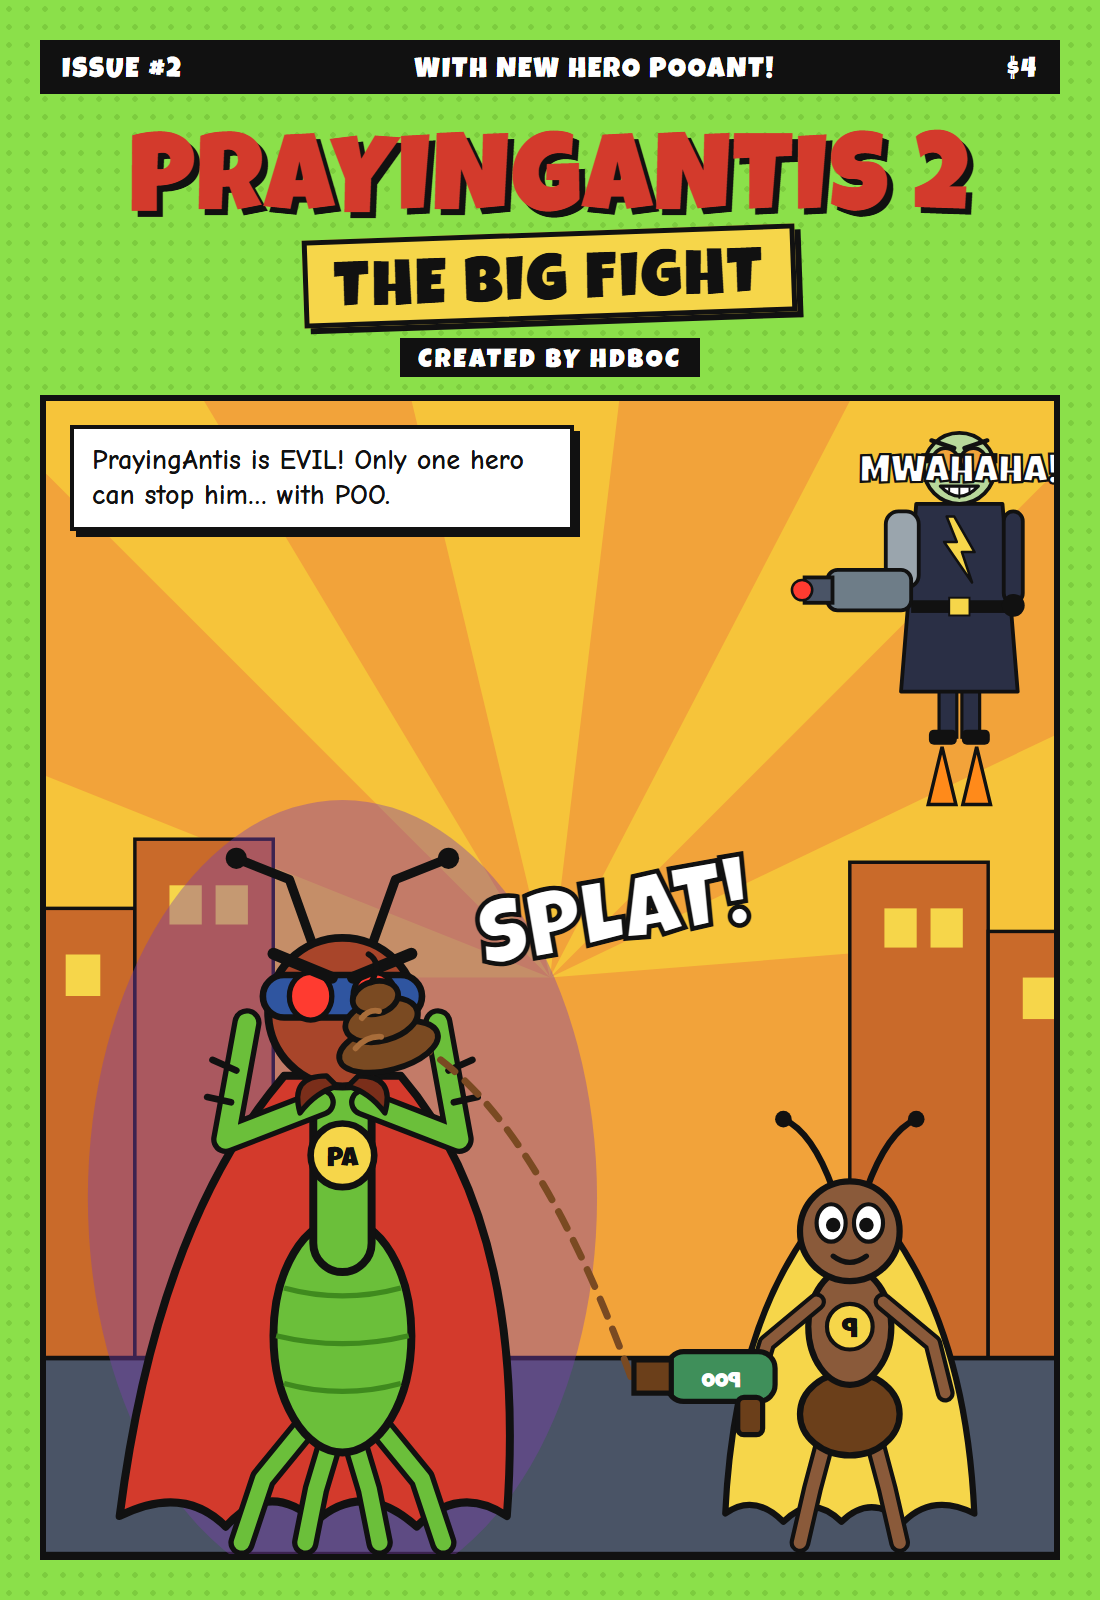 ISSUE #2
WITH NEW HERO POOANT!
$4
PRAYINGANTIS 2
THE BIG FIGHT
CREATED BY HDBOC
PrayingAntis is EVIL! Only one hero
can stop him... with POO.
MWAHAHA!
SPLAT!
PA
P
POO